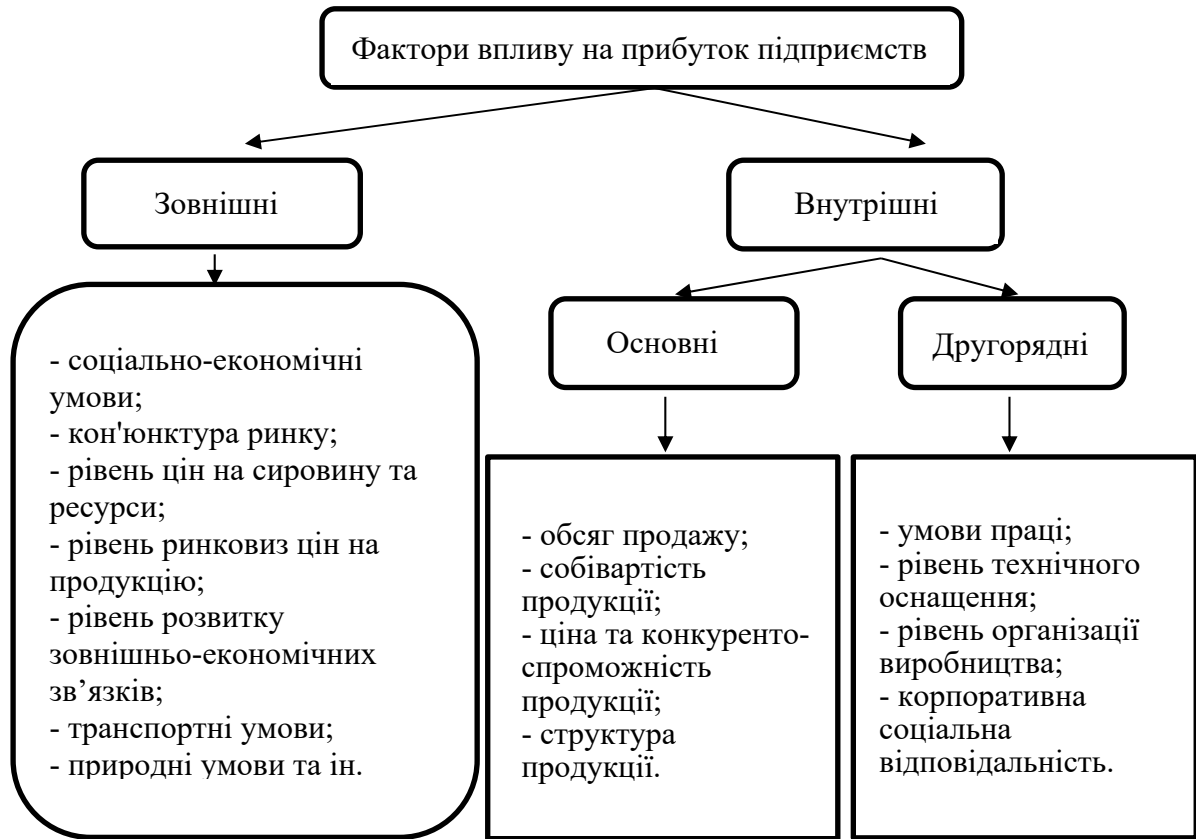 Фактори впливу на прибуток підприємств
Зовнішні
Внутрішні
Основні
Другорядні
- соціально-економічні
умови;
- кон'юнктура ринку;
- рівень цін на сировину та
ресурси;
- рівень ринковиз цін на
продукцію;
- рівень розвитку
зовнішньо-економічних
зв’язків;
- транспортні умови;
- природні умови та ін.
- обсяг продажу;
- собівартість
продукції;
- ціна та конкуренто-
спроможність
продукції;
- структура
продукції.
- умови праці;
- рівень технічного
оснащення;
- рівень організації
виробництва;
- корпоративна
соціальна
відповідальність.